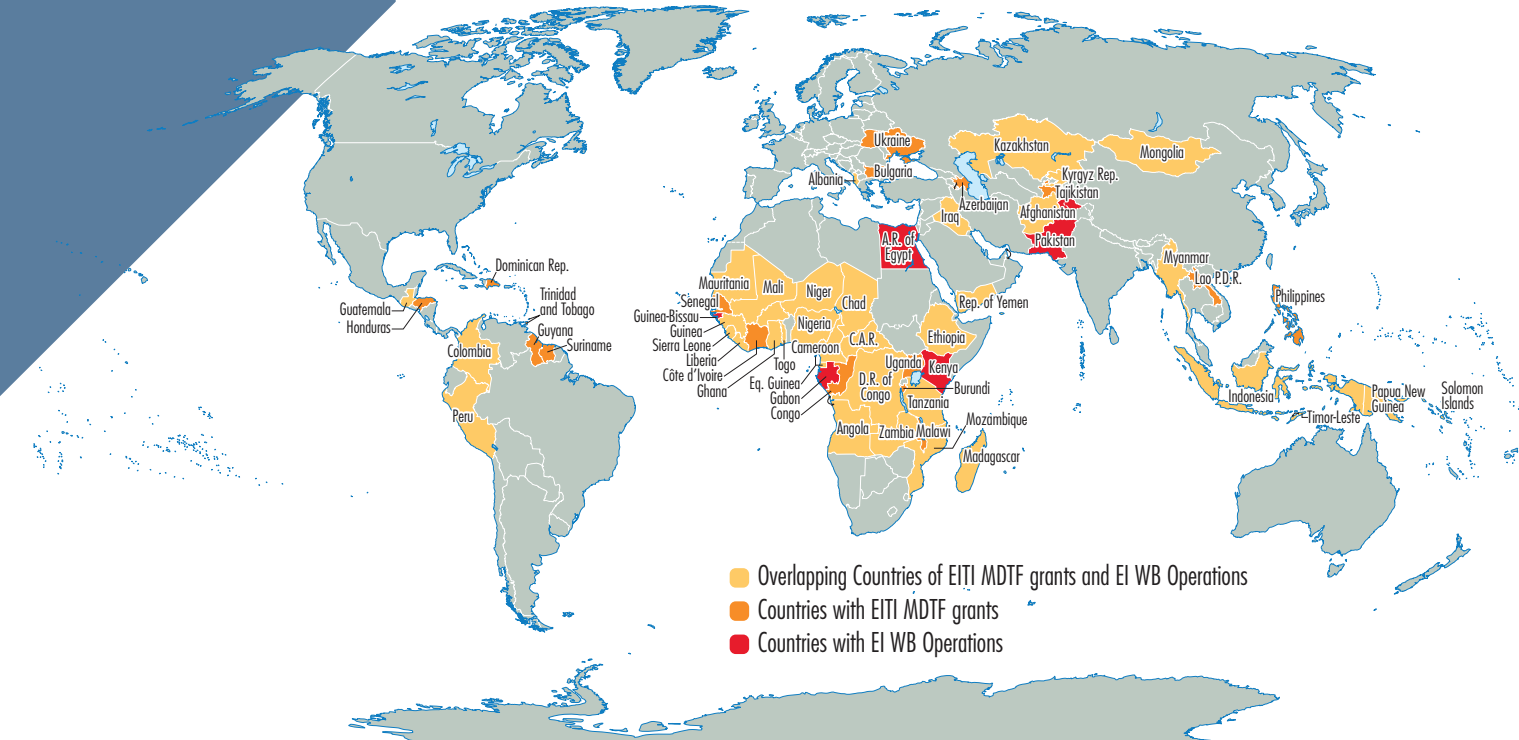 Ukraine
Kazakhstan
Mongolia
Bulgaria
Albania
Kyrgyz Rep.
Tajikistan
Azerbaijan
Iraq
Afghanistan
A.R. of
Egypt
Pakistan
Myanmar
Lao P.D.R.
Dominican Rep.
Guatemala
Honduras
Trinidad
and Tobago
Guyana
Suriname
Colombia
Peru
Mauritania
Mali
Niger
Chad
Senegal
Guinea-Bissau
Guinea
Sierra Leone
Liberia
Côte d'Ivoire
Ghana
Togo
Nigeria
Cameroon
C.A.R.
Eq. Guinea
Gabon
Congo
D.R. of
Congo
Rep. of Yemen
Ethiopia
Uganda
Kenya
Burundi
Tanzania
Angola
Zambia
Malawi
Mozambique
Madagascar
Philippines
Indonesia
Timor-Leste
Papua New
Guinea
Solomon
Islands
Overlapping Countries of EITI MDTF grants and EI WB Operations
Countries with EITI MDTF grants
Countries with EI WB Operations